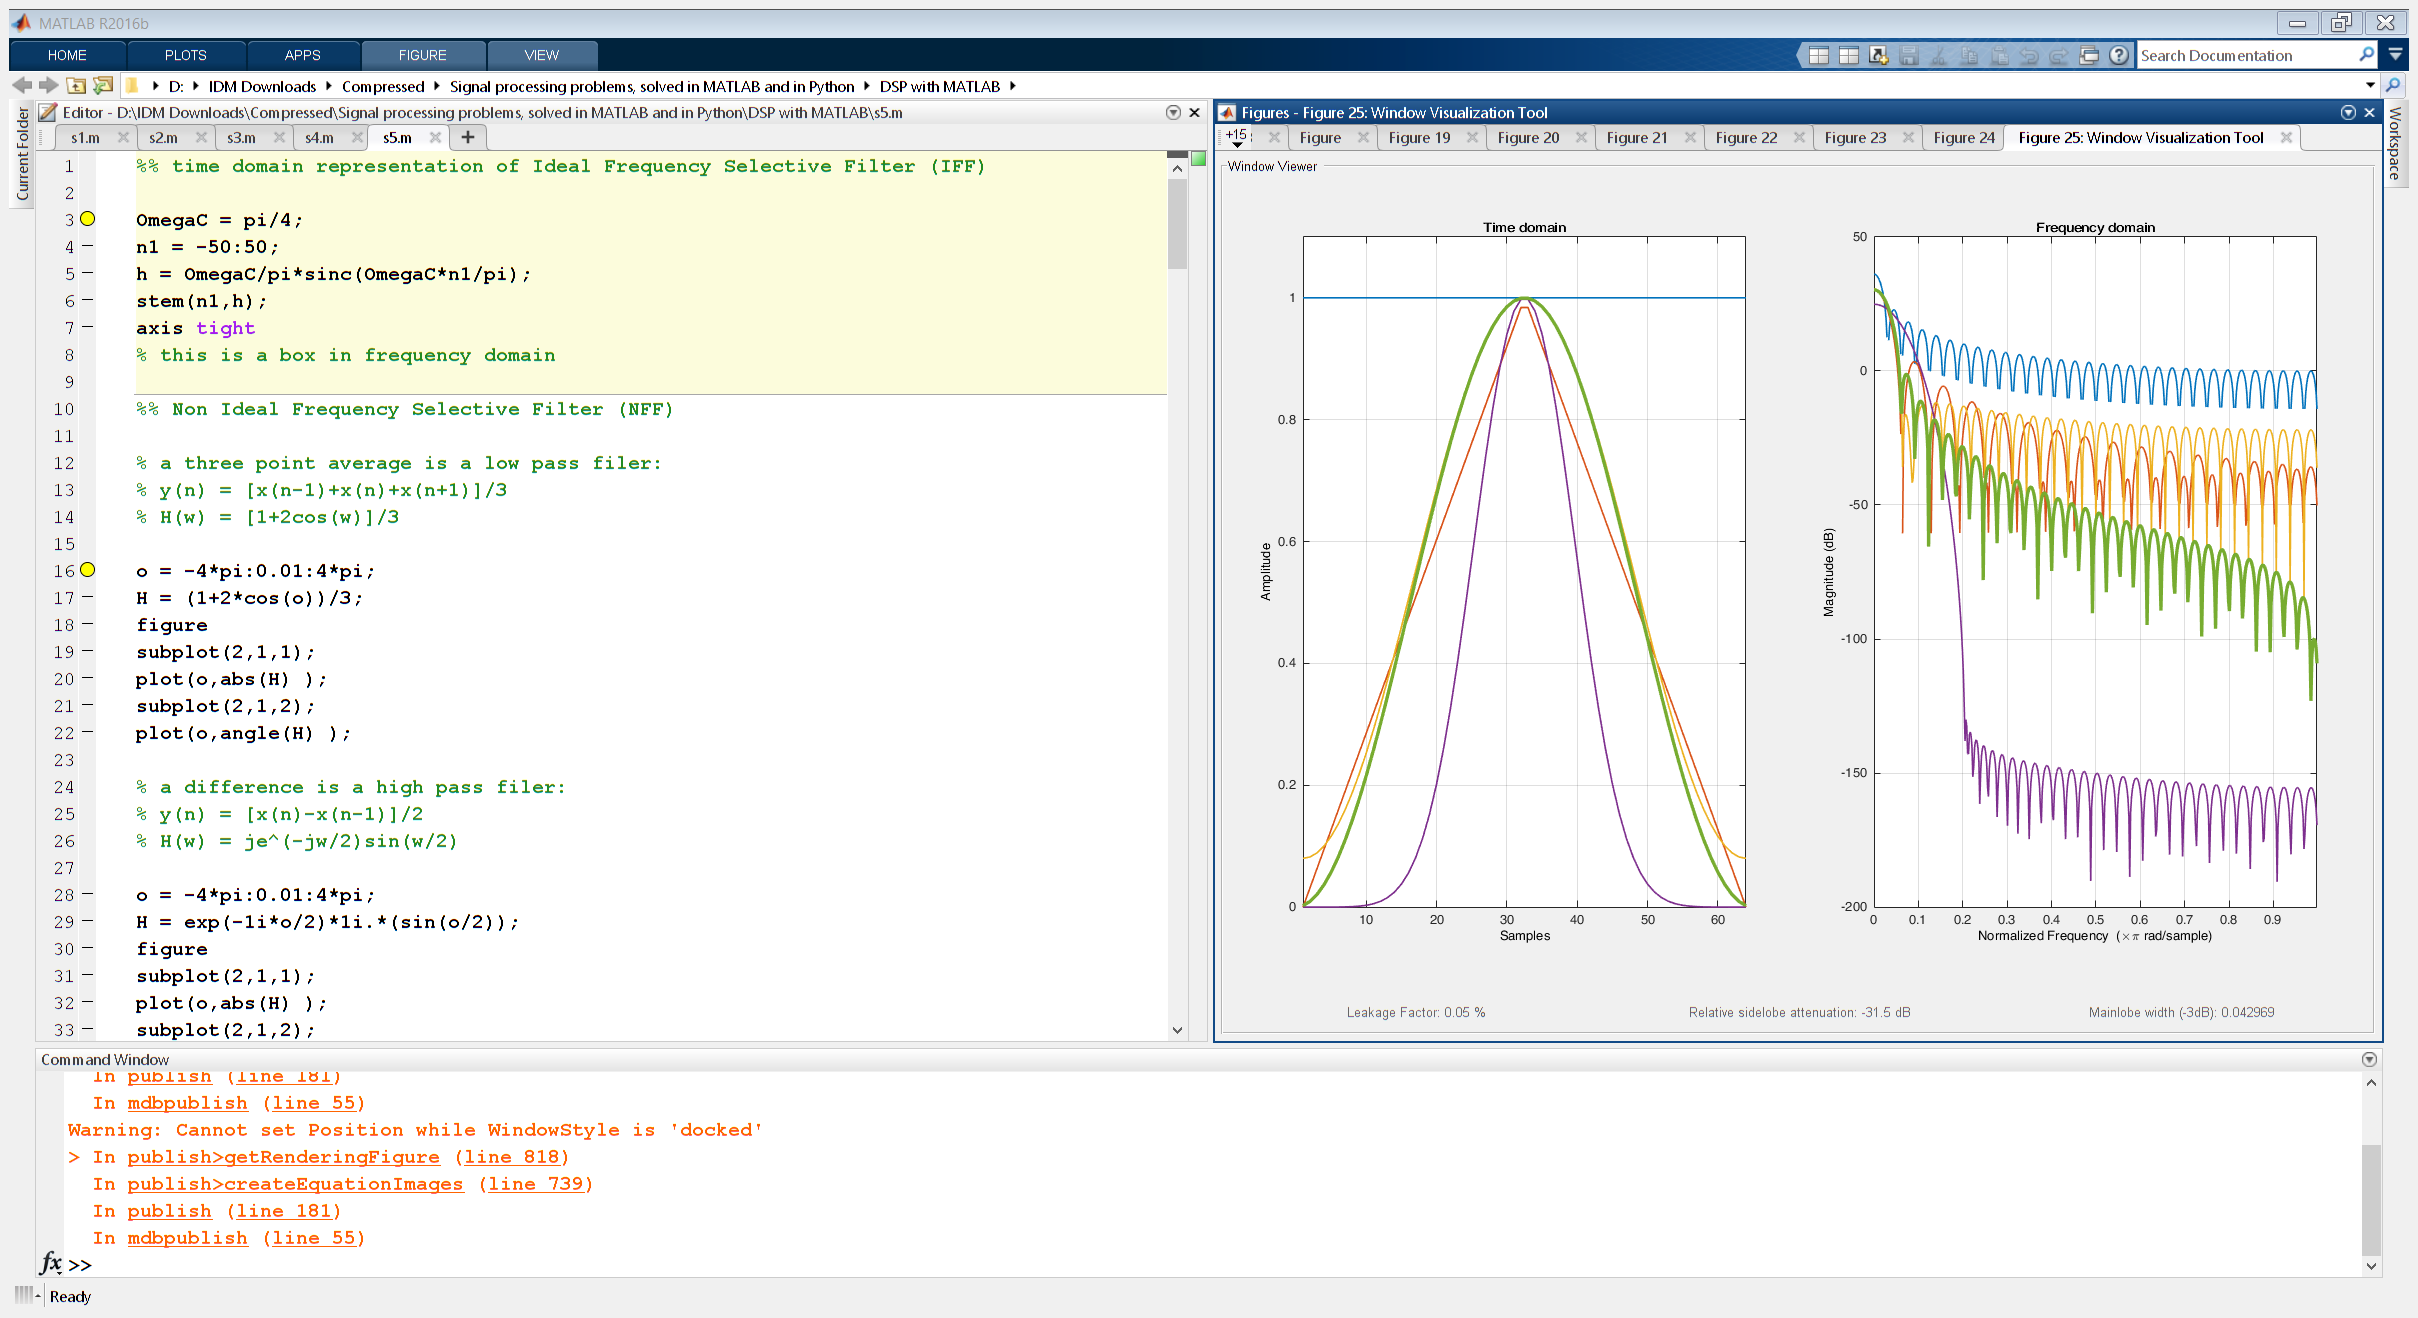 MATLAB R2016b
HOME PLOTS APPS FIGURE VIEW
Search Documentation
D: IDM Downloads Compressed Signal processing problems, solved in MATLAB and in Python DSP with MATLAB
Current Folder
Editor - D:\IDM Downloads\Compressed\Signal processing problems, solved in MATLAB and in Python\DSP with MATLAB\s5.m
s1.m s2.m s3.m s4.m s5.m +
1 %% time domain representation of Ideal Frequency Selective Filter (IFF)
2
3 OmegaC = pi/4;
4 n1 = -50:50;
5 h = OmegaC/pi*sinc(OmegaC*n1/pi);
6 stem(n1,h);
7 axis tight
8 % this is a box in frequency domain
9
10 %% Non Ideal Frequency Selective Filter (NFF)
11
12 % a three point average is a low pass filer:
13 % y(n) = [x(n-1)+x(n)+x(n+1)]/3
14 % H(w) = [1+2cos(w)]/3
15
16 o = -4*pi:0.01:4*pi;
17 H = (1+2*cos(o))/3;
18 figure
19 subplot(2,1,1);
20 plot(o,abs(H) );
21 subplot(2,1,2);
22 plot(o,angle(H) );
23
24 % a difference is a high pass filer:
25 % y(n) = [x(n)-x(n-1)]/2
26 % H(w) = je^(-jw/2)sin(w/2)
27
28 o = -4*pi:0.01:4*pi;
29 H = exp(-1i*o/2)*1i.*(sin(o/2));
30 figure
31 subplot(2,1,1);
32 plot(o,abs(H) );
33 subplot(2,1,2);
Figures - Figure 25: Window Visualization Tool
+15 Figure Figure 19 Figure 20 Figure 21 Figure 22 Figure 23 Figure 24 Figure 25: Window Visualization Tool
Workspace
Window Viewer
Time domain
1
0.8
0.6
0.4
0.2
0
Amplitude
10 20 30 40 50 60
Samples
Frequency domain
50
0
-50
-100
-150
-200
Magnitude (dB)
0 0.1 0.2 0.3 0.4 0.5 0.6 0.7 0.8 0.9
Normalized Frequency (×π rad/sample)
Leakage Factor: 0.05 % Relative sidelobe attenuation: -31.5 dB Mainlobe width (-3dB): 0.042969
Command Window
In publish (line 181)
In mdbpublish (line 55)
Warning: Cannot set Position while WindowStyle is 'docked'
> In publish>getRenderingFigure (line 818)
In publish>createEquationImages (line 739)
In publish (line 181)
In mdbpublish (line 55)
fx >>
Ready